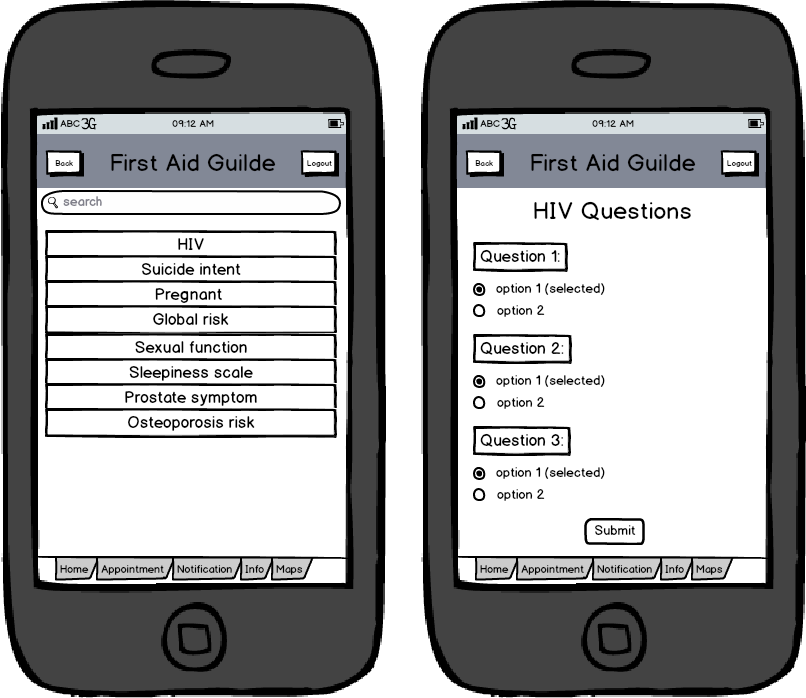 ABC 3G 09:12 AM
Back First Aid Guilde Logout
search
HIV
Suicide intent
Pregnant
Global risk
Sexual function
Sleepiness scale
Prostate symptom
Osteoporosis risk
Home Appointment Notification Info Maps
ABC 3G 09:12 AM
Back First Aid Guilde Logout
HIV Questions
Question 1:
option 1 (selected)
option 2
Question 2:
option 1 (selected)
option 2
Question 3:
option 1 (selected)
option 2
Submit
Home Appointment Notification Info Maps